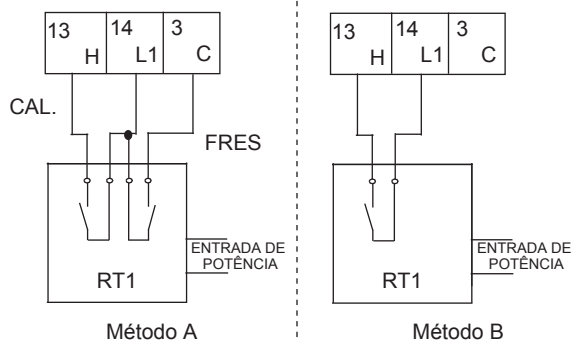 13 14 3
H L1 C
CAL.
FRES
ENTRADA DE
POTÊNCIA
RT1
Método A
13 14 3
H L1 C
ENTRADA DE
POTÊNCIA
RT1
Método B